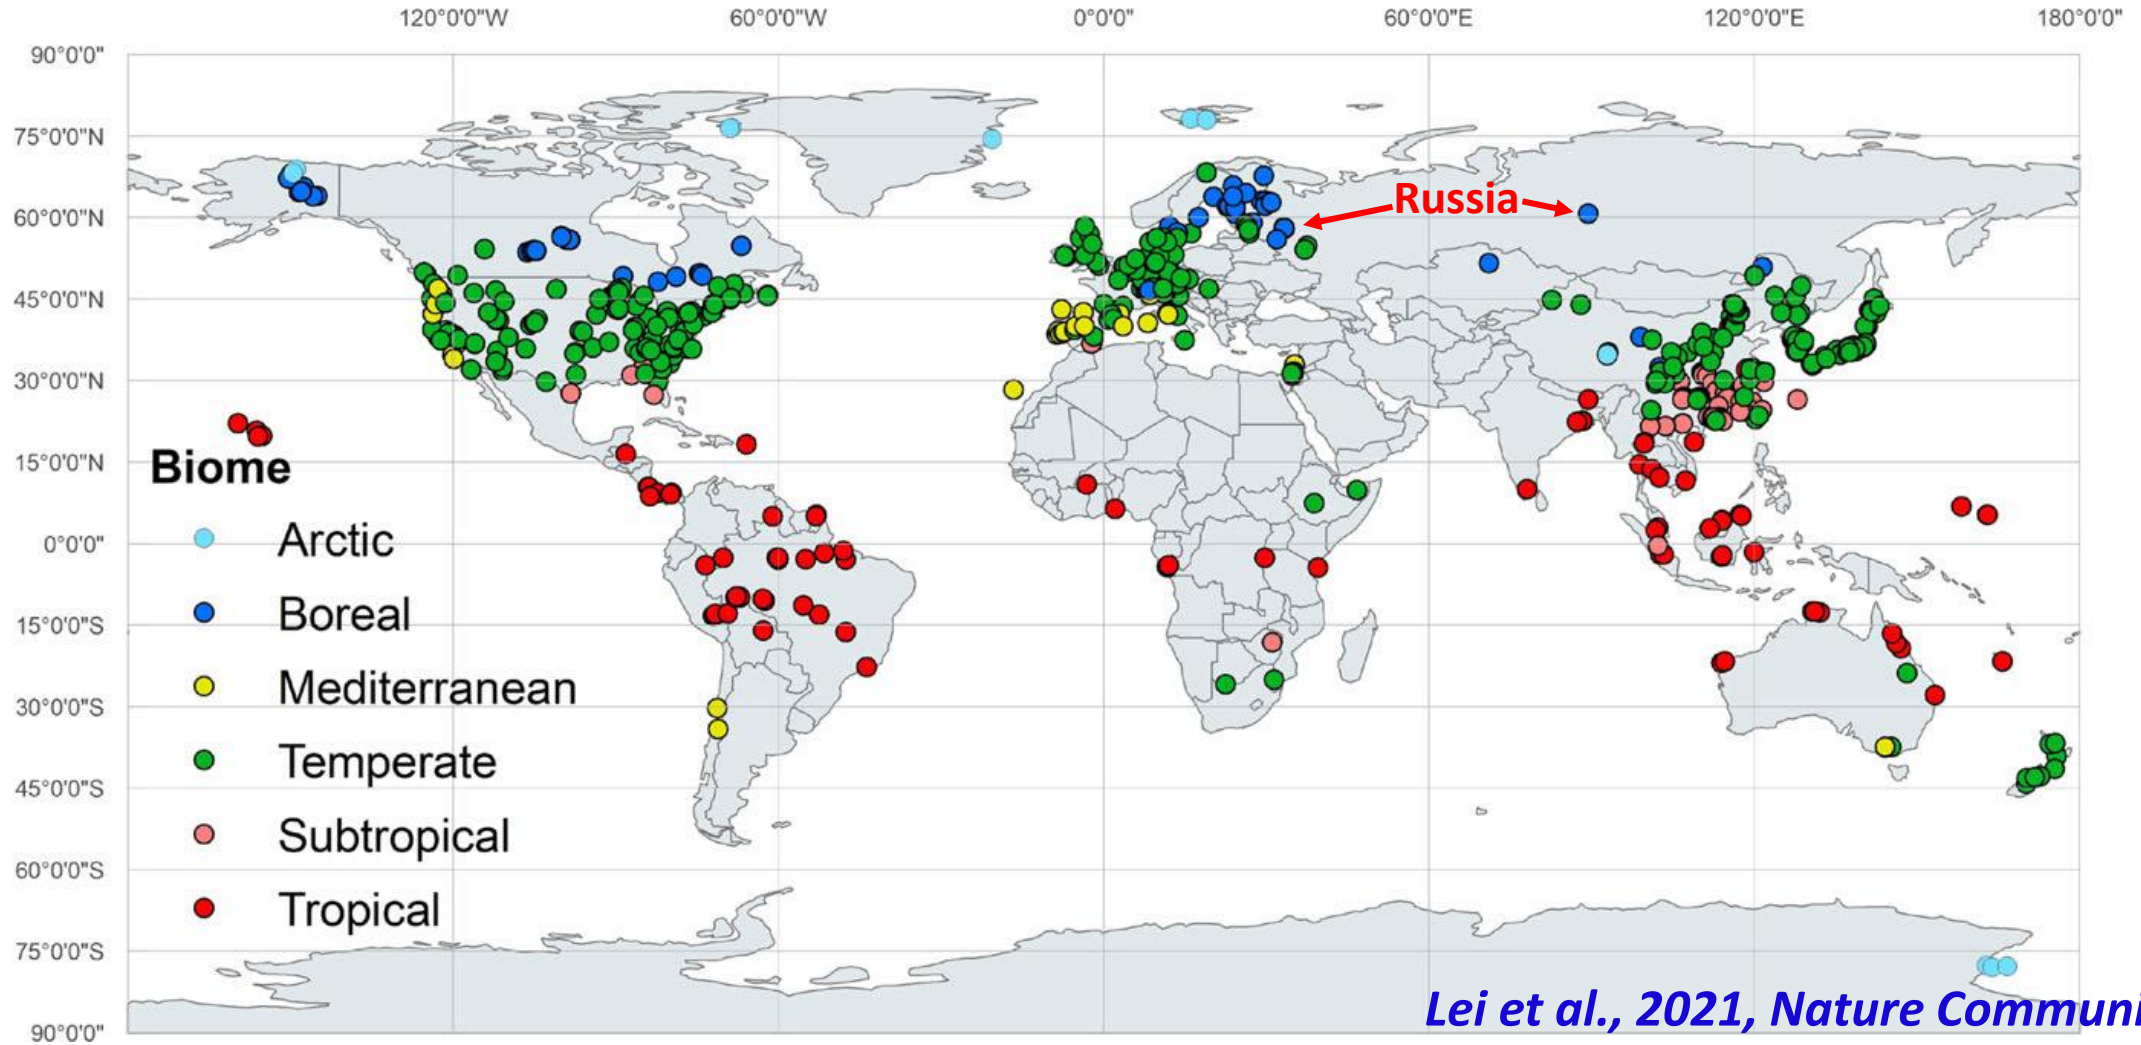 120°0'0"W 60°0'0"W 0°0'0" 60°0'0"E 120°0'0"E 180°0'0"
90°0'0"
75°0'0"N
60°0'0"N
45°0'0"N
30°0'0"N
15°0'0"N
0°0'0"
15°0'0"S
30°0'0"S
45°0'0"S
60°0'0"S
75°0'0"S
90°0'0"
Russia
Biome
Arctic
Boreal
Mediterranean
Temperate
Subtropical
Tropical
Lei et al., 2021, Nature Communi